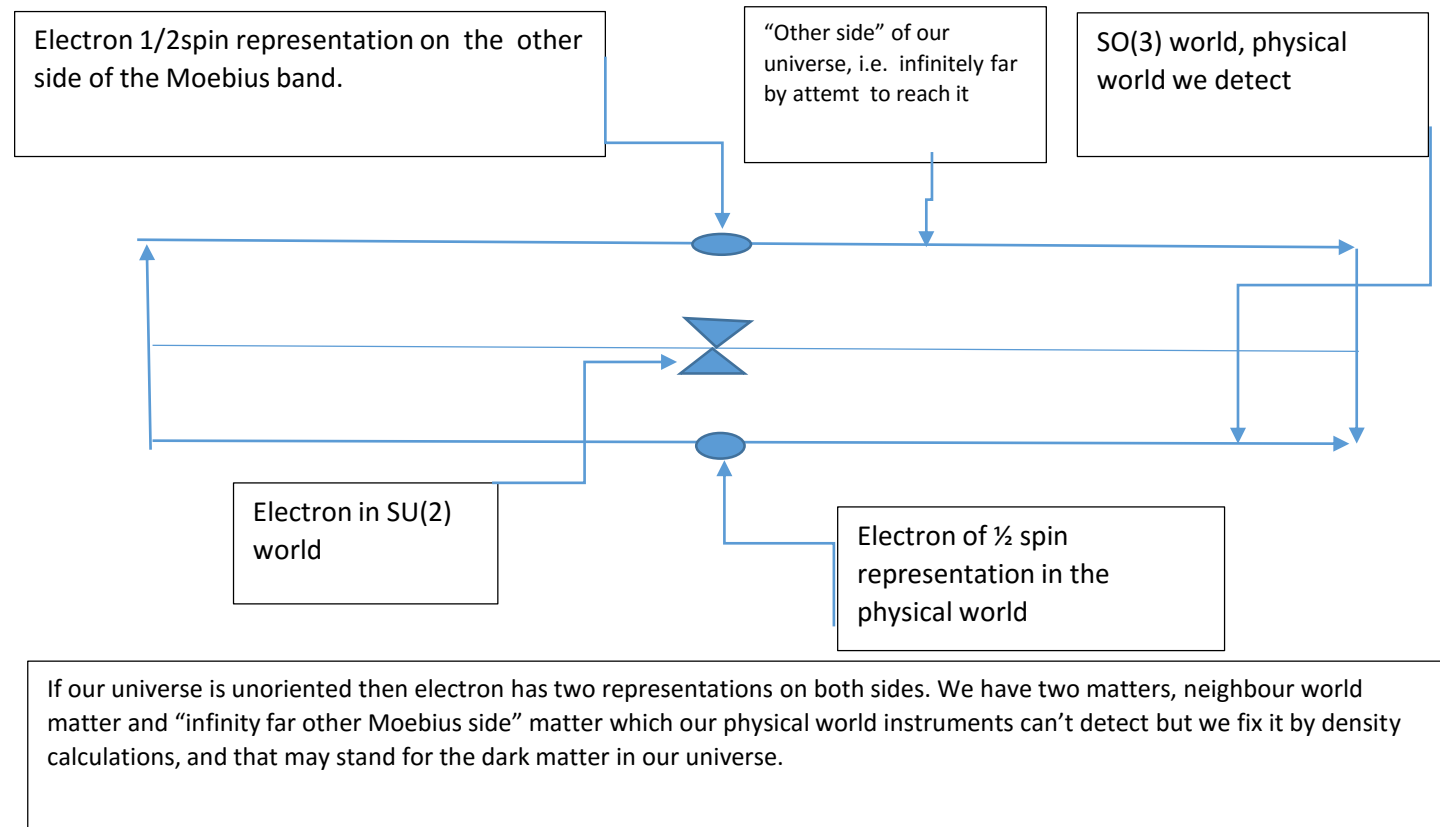 Electron 1/2spin representation on the other
side of the Moebius band.
“Other side” of our
universe, i.e. infinitely far
by attemt to reach it
SO(3) world, physical
world we detect
Electron in SU(2)
world
Electron of ½ spin
representation in the
physical world
If our universe is unoriented then electron has two representations on both sides. We have two matters, neighbour world
matter and “infinity far other Moebius side” matter which our physical world instruments can’t detect but we fix it by density
calculations, and that may stand for the dark matter in our universe.